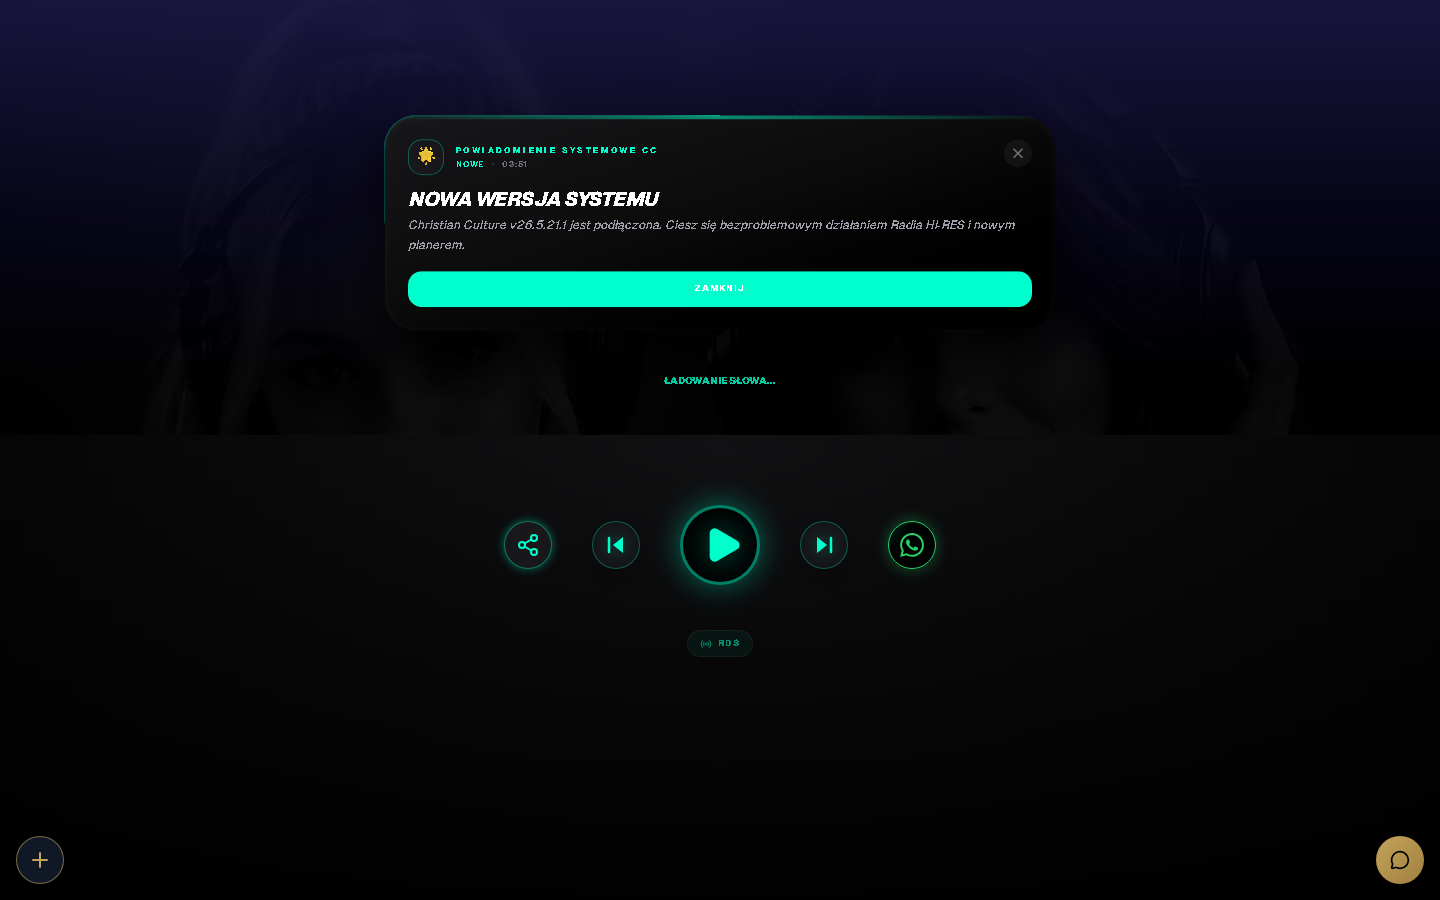 POWIADOMIENIE SYSTEMOWE CC
NOWE · 03:51
NOWA WERSJA SYSTEMU
Christian Culture v26.5.21.1 jest podłączona. Ciesz się bezproblemowym działaniem Radia HI-RES i nowym
planerem.
ZAMKNIJ
ŁADOWANIE SŁOWA...
RDS